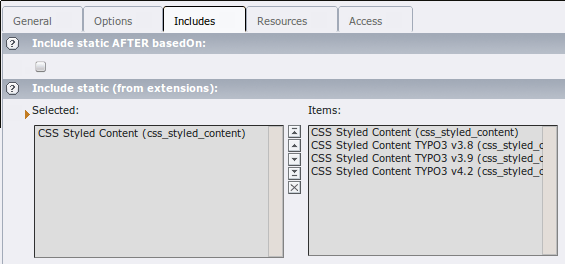 General Options Includes Resources Access
Include static AFTER basedOn:
Include static (from extensions):
Selected: Items:
CSS Styled Content (css_styled_content) CSS Styled Content (css_styled_content)
CSS Styled Content TYPO3 v3.8 (css_styled_c
CSS Styled Content TYPO3 v3.9 (css_styled_c
CSS Styled Content TYPO3 v4.2 (css_styled_c